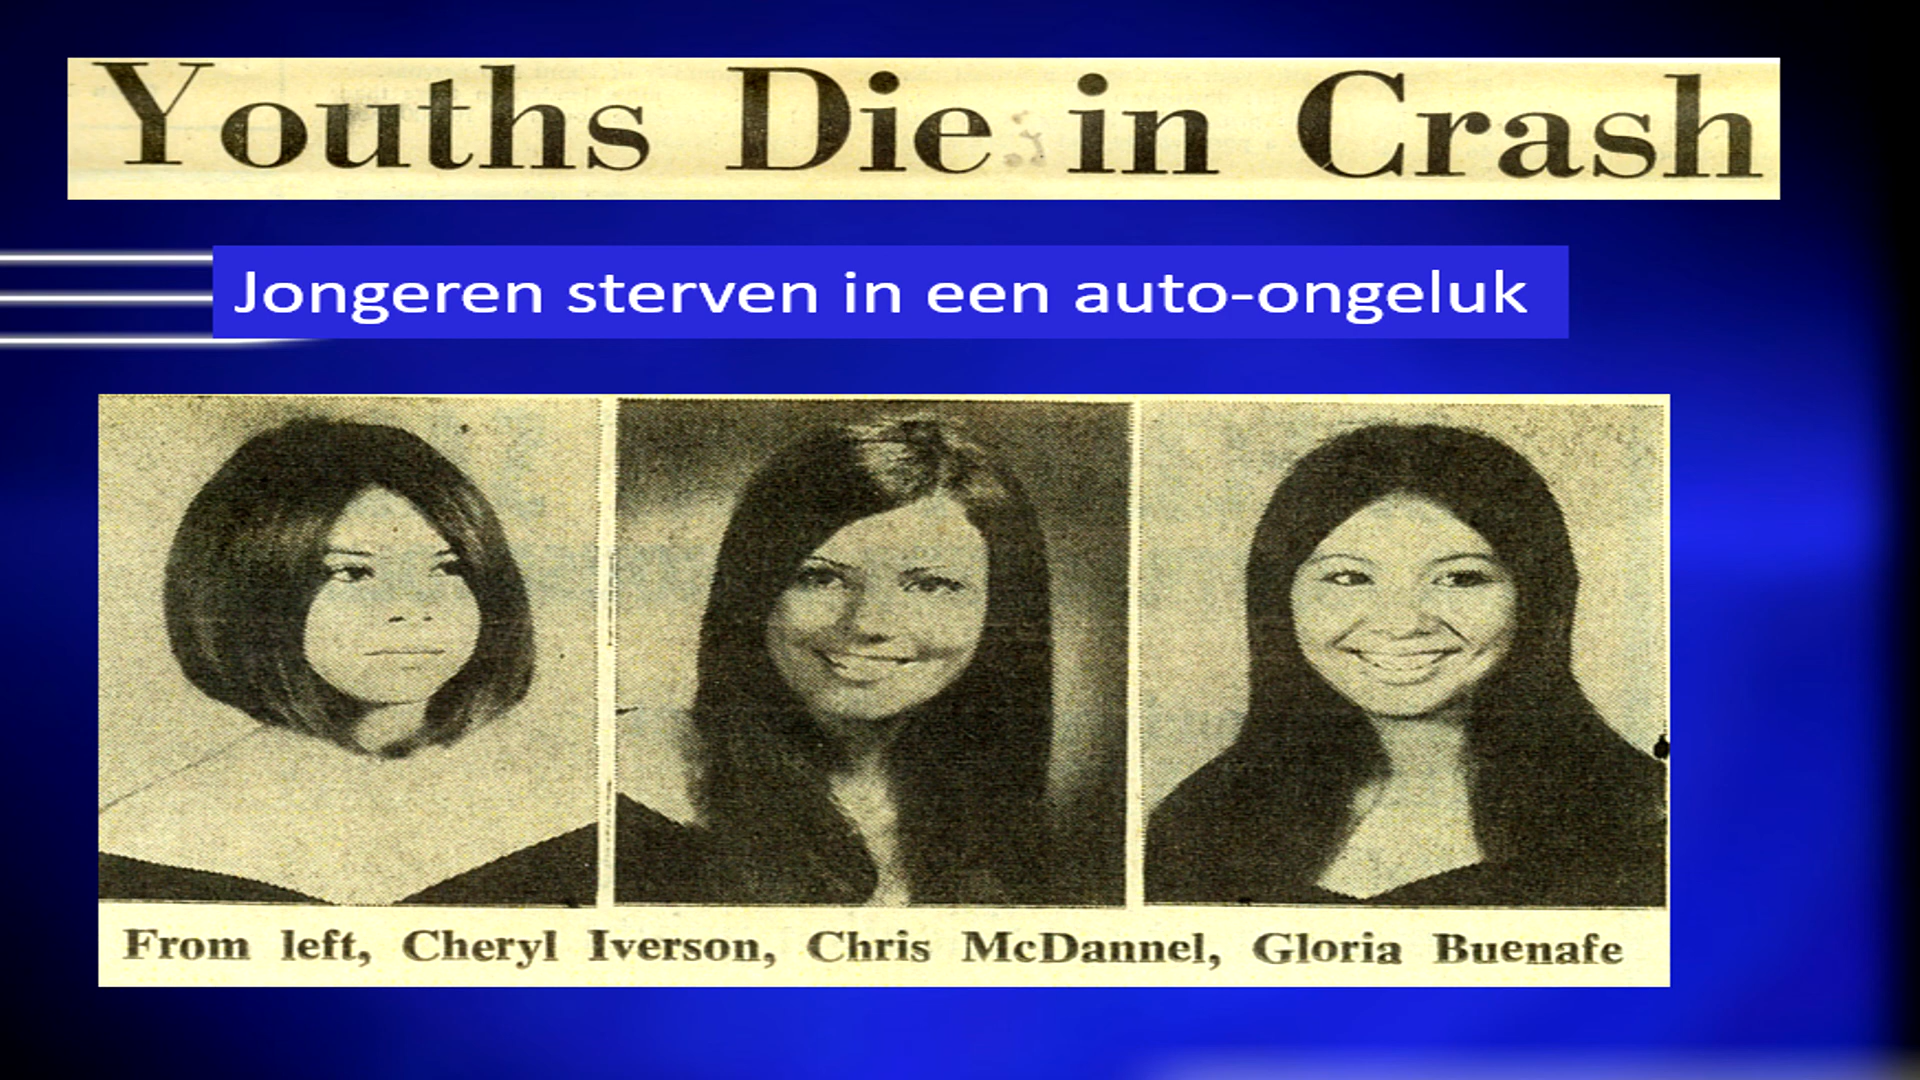 Youths Die in Crash
Jongeren sterven in een auto-ongeluk
From left, Cheryl Iverson, Chris McDannel, Gloria Buenafe